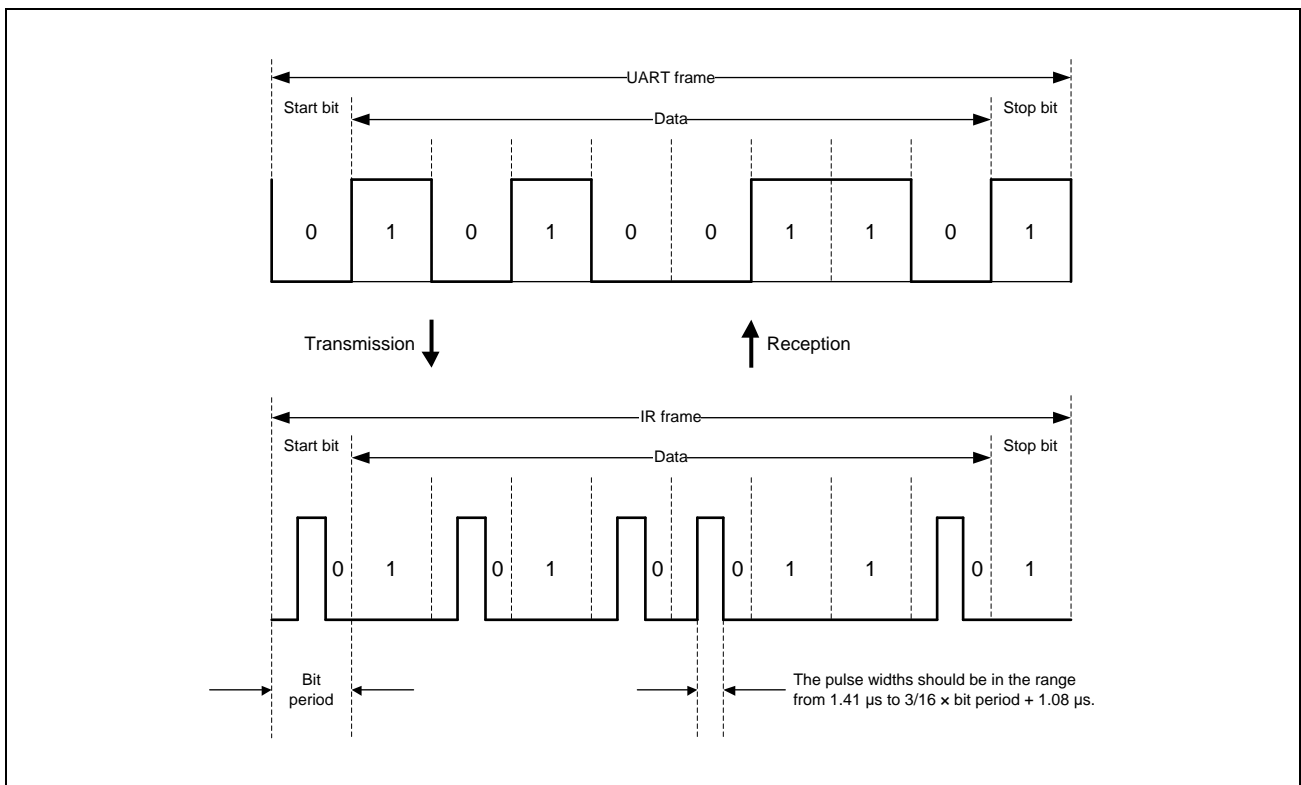 UART frame
Start bit
Data
Stop bit
0 1 0 1 0 0 1 1 0 1
Transmission
Reception
IR frame
Start bit
Data
Stop bit
0 1 0 1 0 0 1 1 0 1
Bit
period
The pulse widths should be in the range
from 1.41 µs to 3/16 × bit period + 1.08 µs.